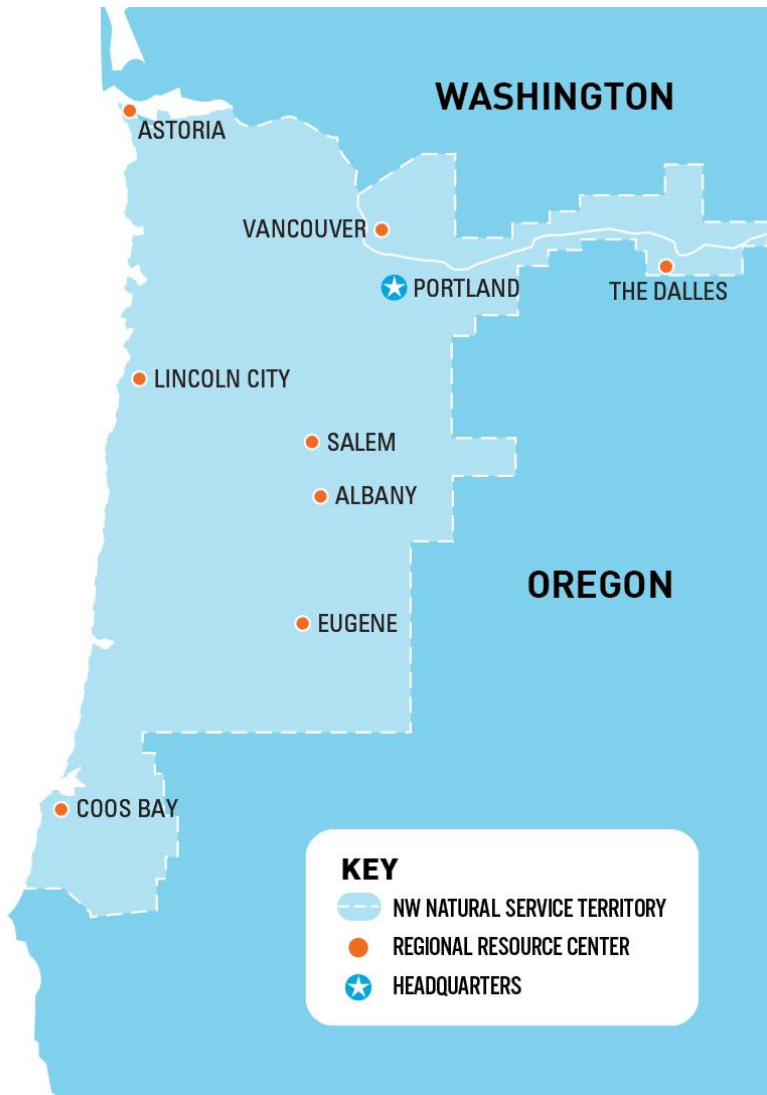 WASHINGTON
ASTORIA
VANCOUVER
PORTLAND
THE DALLES
LINCOLN CITY
SALEM
ALBANY
OREGON
EUGENE
COOS BAY
KEY
NW NATURAL SERVICE TERRITORY
REGIONAL RESOURCE CENTER
HEADQUARTERS